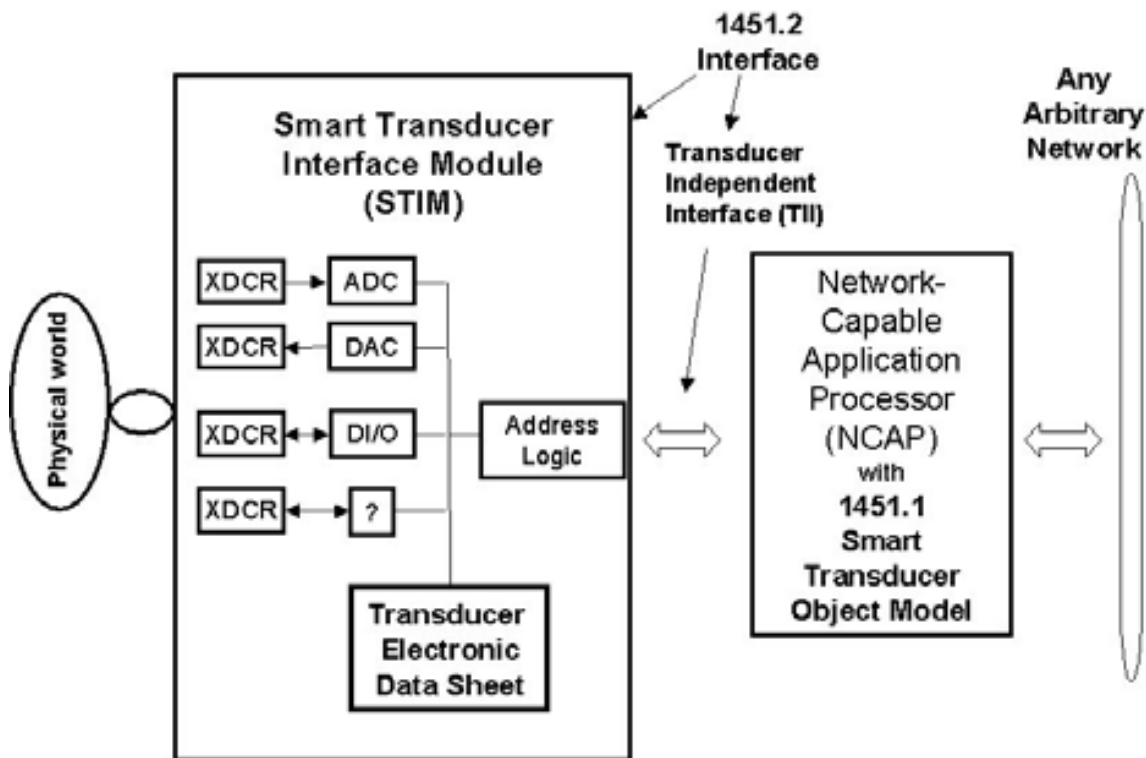 1451.2
Interface
Any
Arbitrary
Network
Smart Transducer
Interface Module
(STIM)
Transducer
Independent
Interface (TII)
XDCR
ADC
XDCR
DAC
XDCR
DI/O
XDCR
?
Address
Logic
Transducer
Electronic
Data Sheet
Physical world
Network-
Capable
Application
Processor
(NCAP)
with
1451.1
Smart
Transducer
Object Model